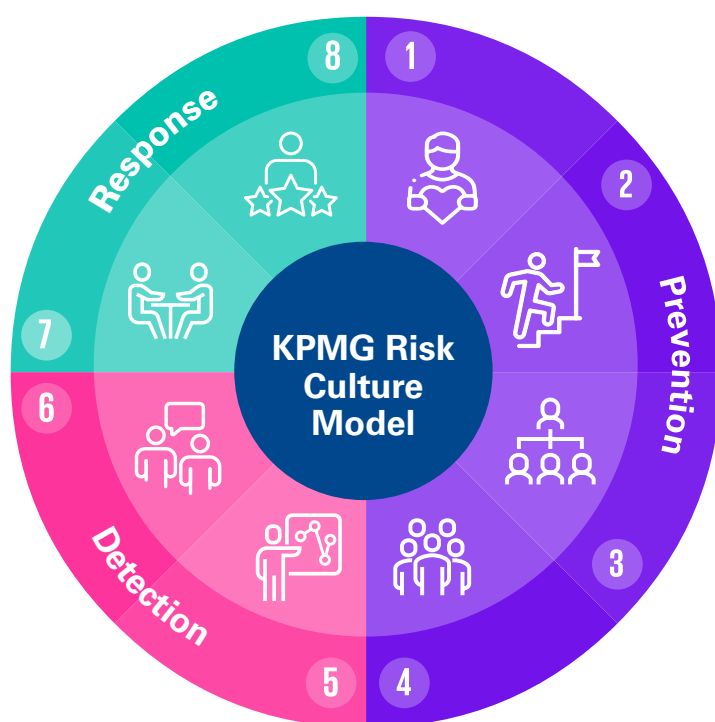 8
1
Response
2
Prevention
7
KPMG Risk
Culture
Model
6
Detection
3
5
4